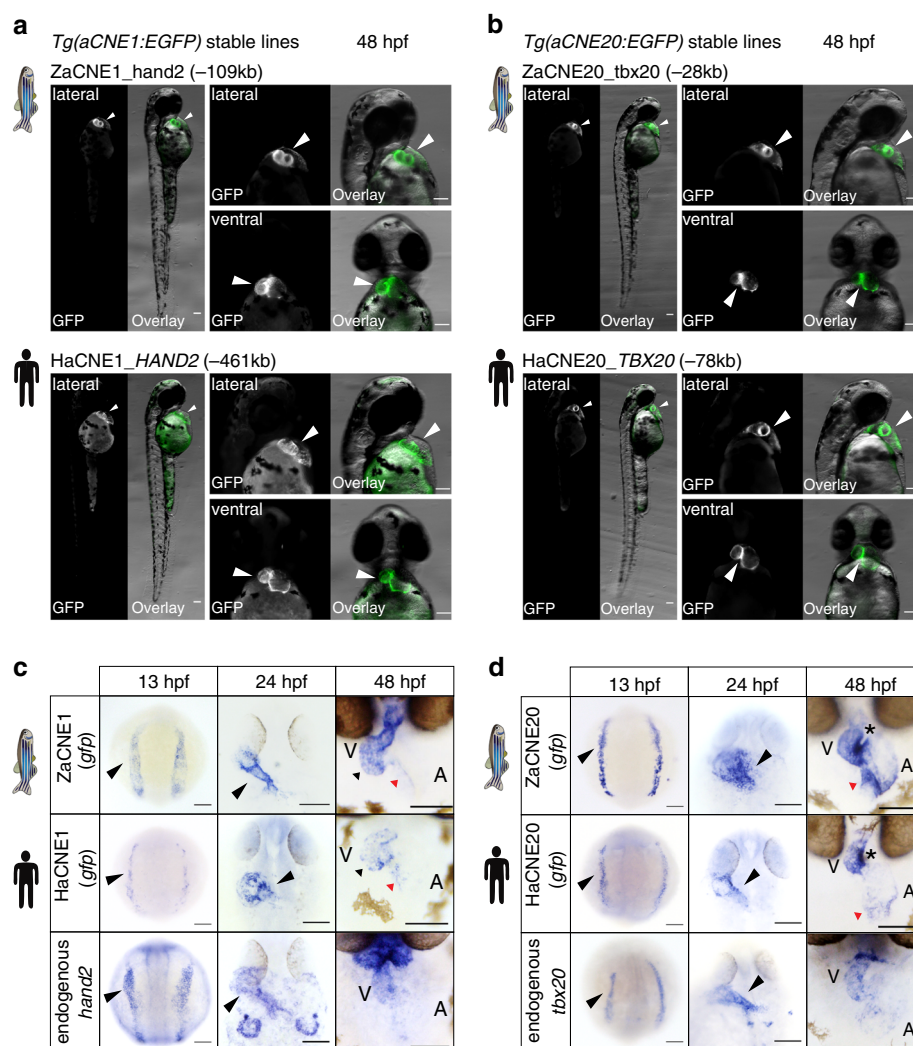 a
Tg(aCNE1:EGFP) stable lines 48 hpf
ZaCNE1_hand2 (–109kb)
lateral
GFP
Overlay
lateral
GFP
Overlay
ventral
GFP
Overlay
HaCNE1_HAND2 (–461kb)
lateral
GFP
Overlay
lateral
GFP
Overlay
ventral
GFP
Overlay
b
Tg(aCNE20:EGFP) stable lines 48 hpf
ZaCNE20_tbx20 (–28kb)
lateral
GFP
Overlay
lateral
GFP
Overlay
ventral
GFP
Overlay
HaCNE20_TBX20 (–78kb)
lateral
GFP
Overlay
lateral
GFP
Overlay
ventral
GFP
Overlay
c
13 hpf 24 hpf 48 hpf
ZaCNE1
(gfp)
V
A
HaCNE1
(gfp)
V
A
endogenous
hand2
V
A
d
13 hpf 24 hpf 48 hpf
ZaCNE20
(gfp)
*
V
A
HaCNE20
(gfp)
V *
A
endogenous
tbx20
V
A